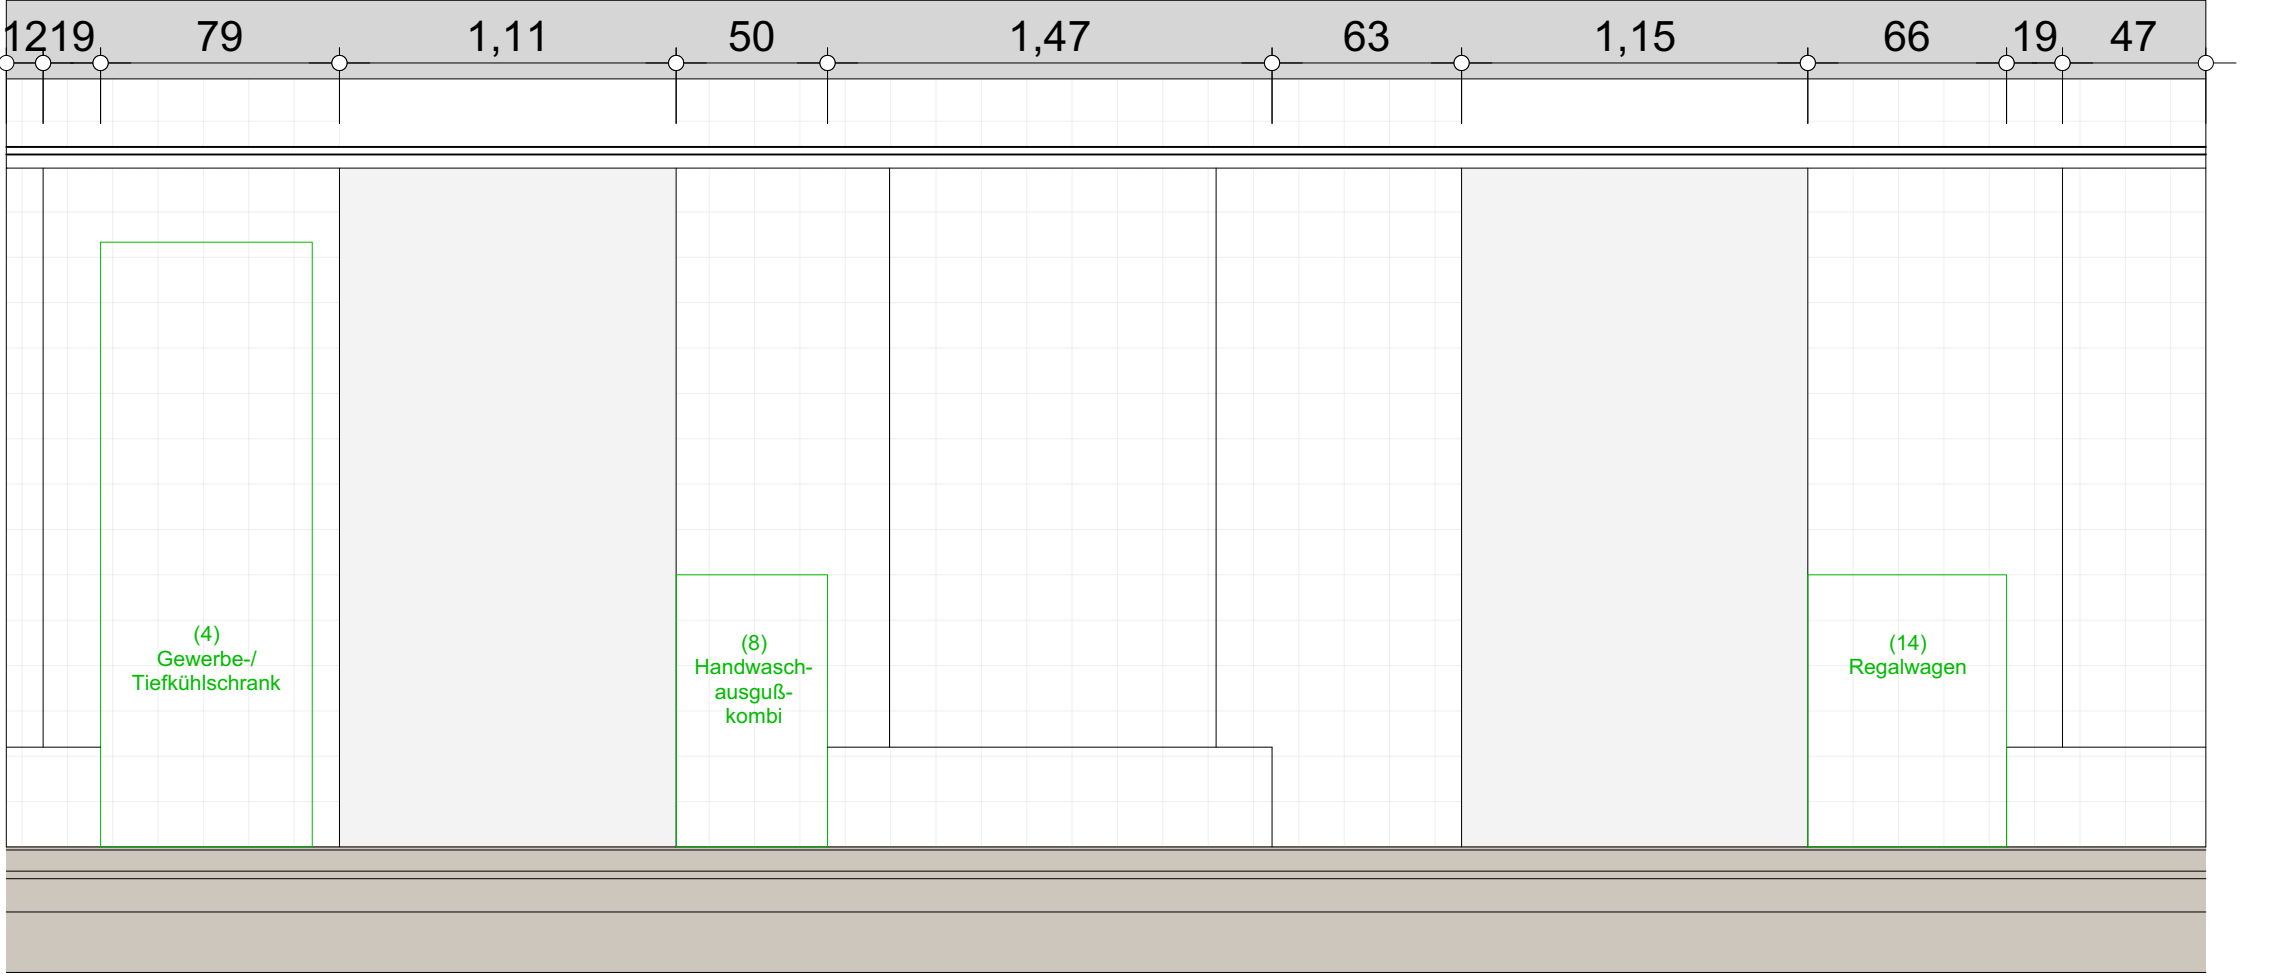 12 19 79 1,11 50 1,47 63 1,15 66 19 47
(4)
Gewerbe-/
Tiefkühlschrank
(8)
Handwasch-
ausguß-
kombi
(14)
Regalwagen